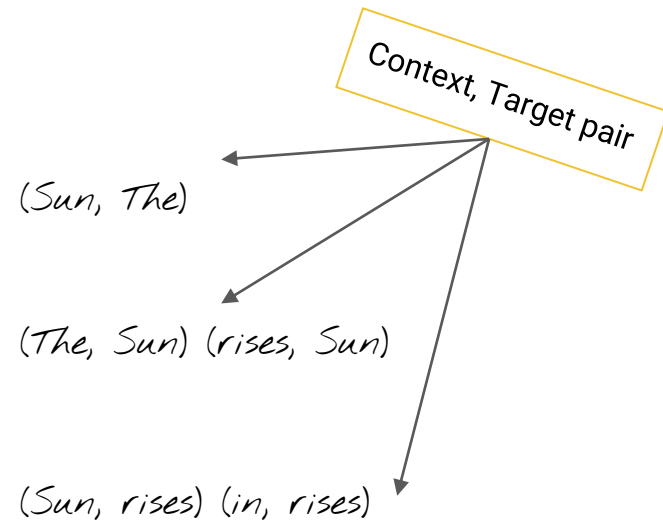 Context, Target pair
(Sun, The)
(The, Sun) (rises, Sun)
(Sun, rises) (in, rises)